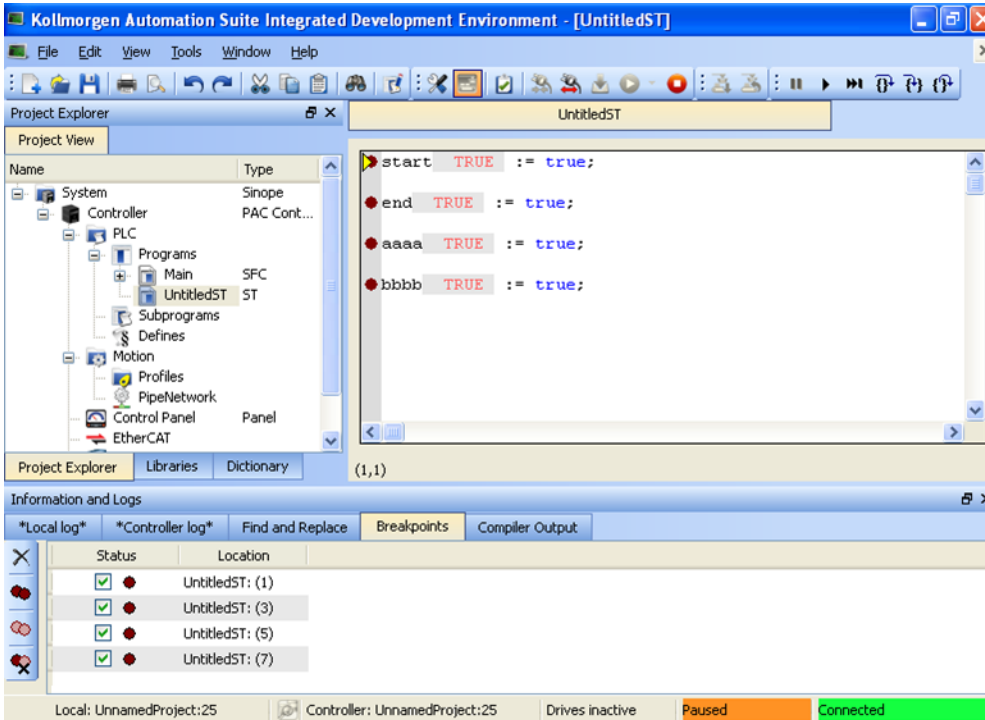 Kollmorgen Automation Suite Integrated Development Environment - [UntitledST]
File Edit View Tools Window Help
Project Explorer
UntitledST
Project View
Name Type
System Sinope
Controller PAC Cont...
PLC
Programs
Main SFC
UntitledST ST
Subprograms
Defines
Motion
Profiles
PipeNetwork
Control Panel Panel
EtherCAT
start TRUE := true;
end TRUE := true;
aaaa TRUE := true;
bbbb TRUE := true;
Project Explorer Libraries Dictionary
(1,1)
Information and Logs
*Local log* *Controller log* Find and Replace Breakpoints Compiler Output
Status Location
UntitledST: (1)
UntitledST: (3)
UntitledST: (5)
UntitledST: (7)
Local: UnnamedProject:25 Controller: UnnamedProject:25 Drives inactive Paused Connected